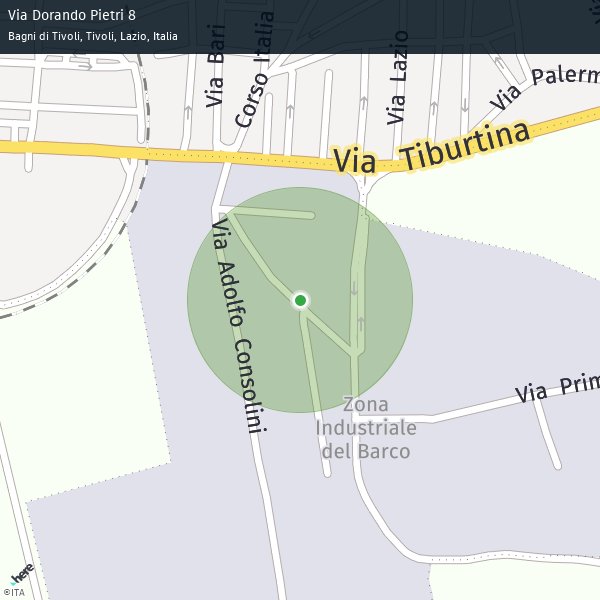 Via Dorando Pietri 8
Bagni di Tivoli, Tivoli, Lazio, Italia
Via Bari
Corso Italia
Via Lazio
Via Palerm
Via Tiburtina
Via Adolfo Consolini
Via Prim
Zona
Industriale
del Barco
here
©ITA